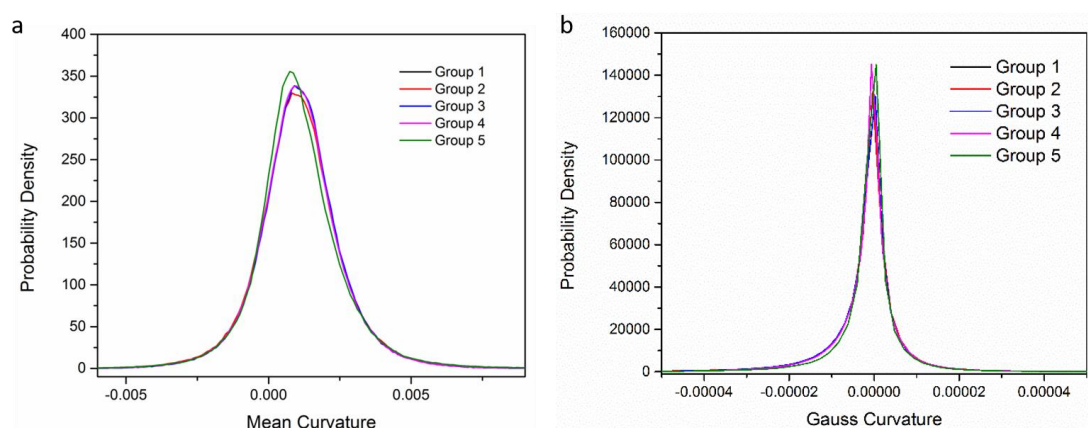 a
400
350
300
250
200
150
100
50
0
Probability Density
-0.005
0.000
0.005
Mean Curvature
Group 1
Group 2
Group 3
Group 4
Group 5
b
160000
140000
120000
100000
80000
60000
40000
20000
0
Probability Density
-0.00004
-0.00002
0.00000
0.00002
0.00004
Gauss Curvature
Group 1
Group 2
Group 3
Group 4
Group 5